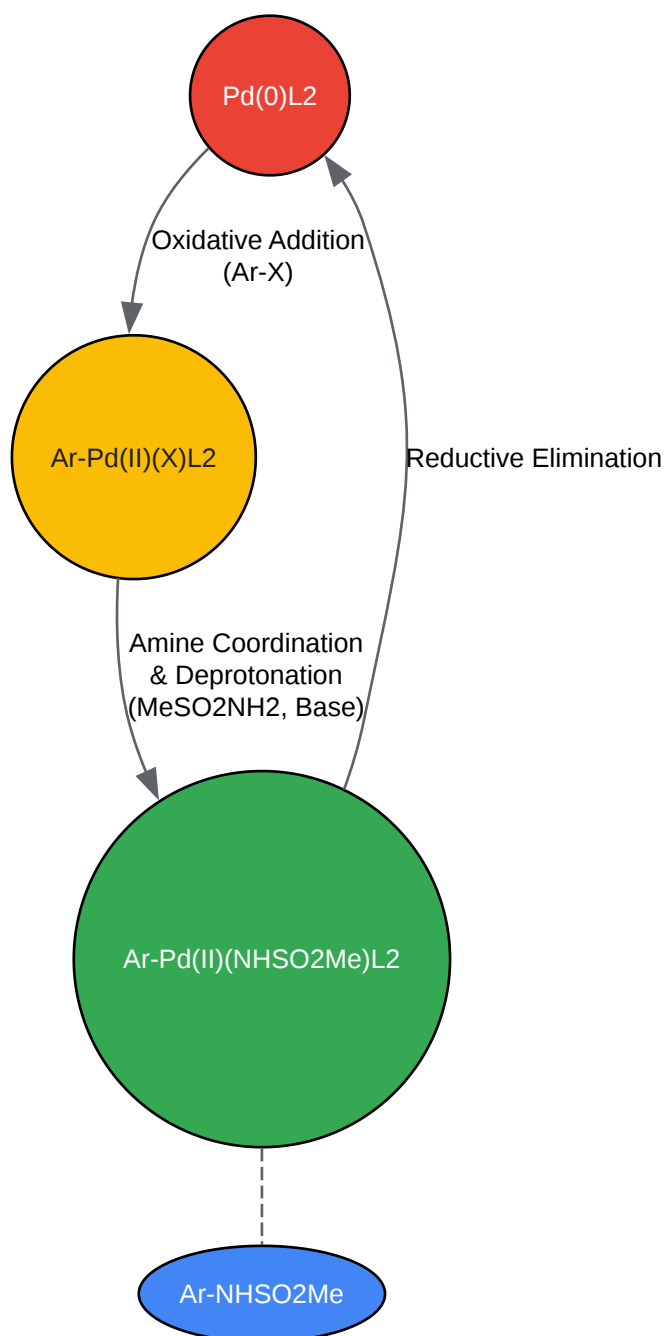 Pd(0)L2
Oxidative Addition
(Ar-X)
Ar-Pd(II)(X)L2
Reductive Elimination
Amine Coordination
& Deprotonation
(MeSO2NH2, Base)
Ar-Pd(II)(NHSO2Me)L2
Ar-NHSO2Me